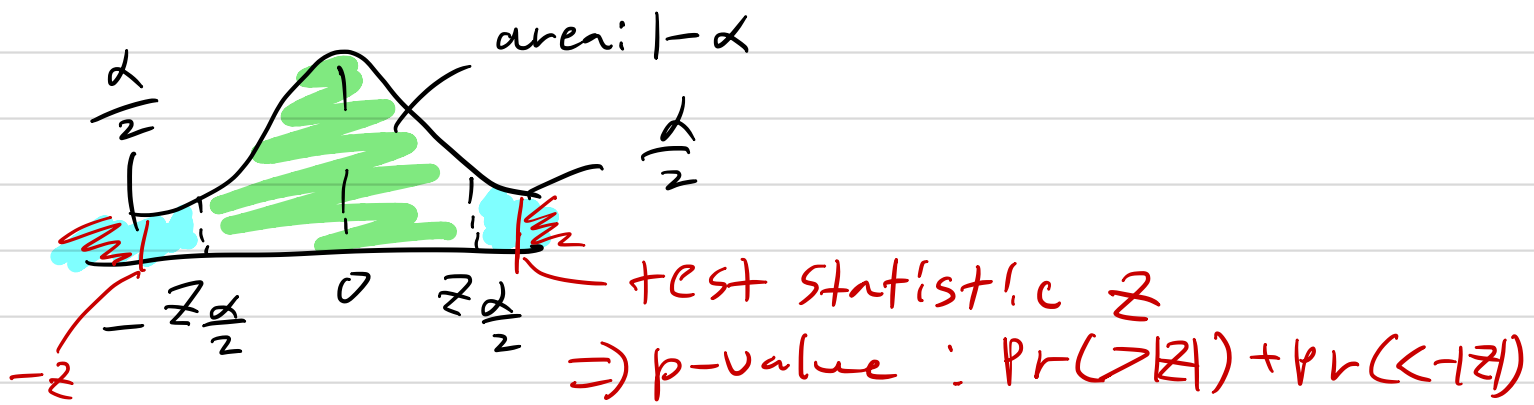 area: 1-α
α/2
α/2
-Zα/2 0 Zα/2
test statistic z
-z
⇒ p-value : Pr(>|z|) + Pr(<-|z|)